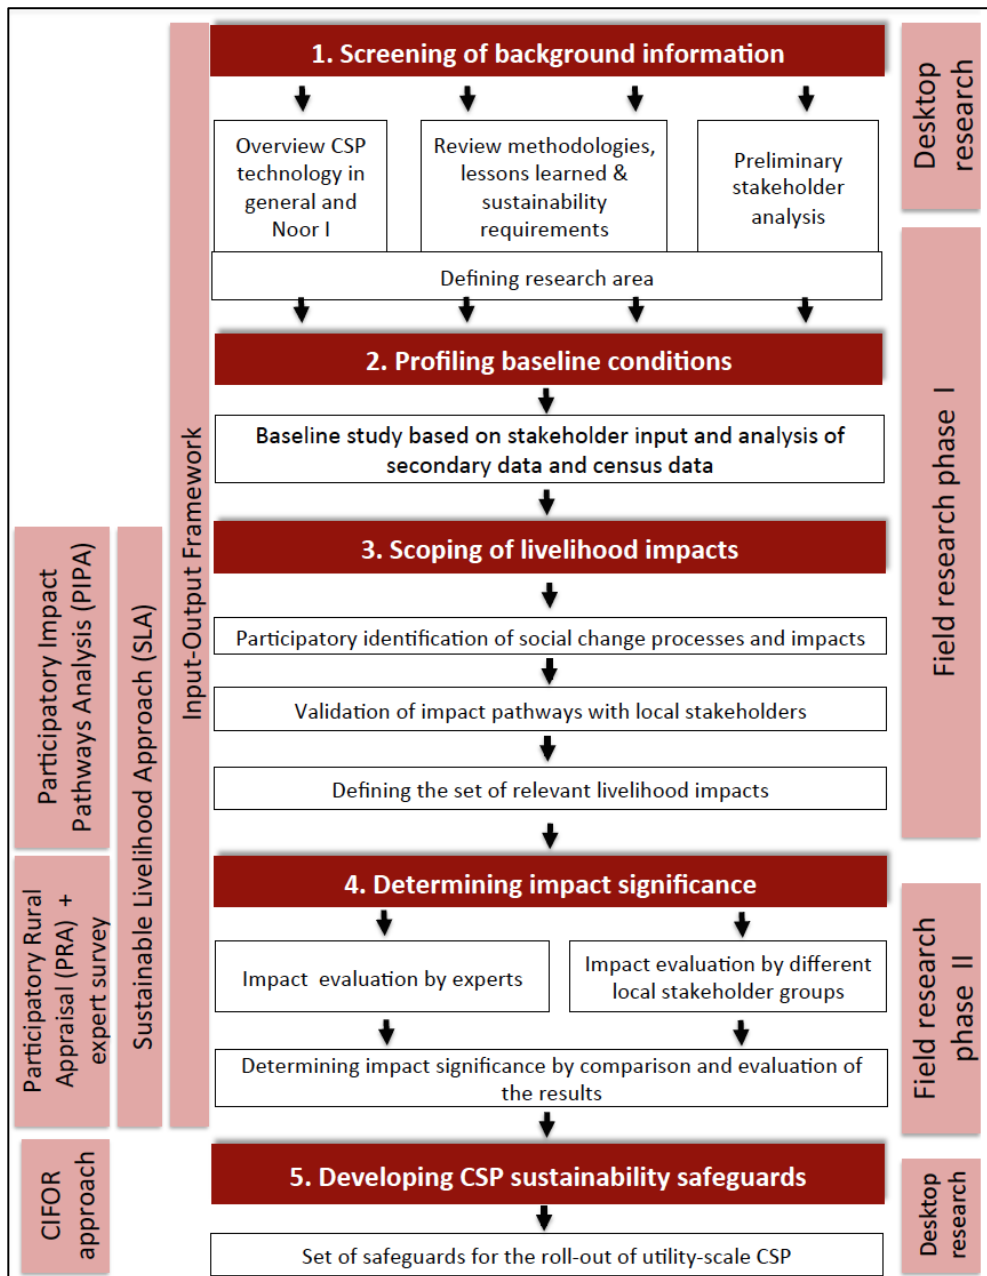 1. Screening of background information
Overview CSP
technology in
general and
Noor I
Review methodologies,
lessons learned &
sustainability
requirements
Preliminary
stakeholder
analysis
Defining research area
2. Profiling baseline conditions
Baseline study based on stakeholder input and analysis of
secondary data and census data
3. Scoping of livelihood impacts
Participatory identification of social change processes and impacts
Validation of impact pathways with local stakeholders
Defining the set of relevant livelihood impacts
4. Determining impact significance
Impact evaluation by experts
Impact evaluation by different
local stakeholder groups
Determining impact significance by comparison and evaluation of
the results
5. Developing CSP sustainability safeguards
Set of safeguards for the roll-out of utility-scale CSP
Participatory Impact
Pathways Analysis (PIPA)
Participatory Rural
Appraisal (PRA) +
expert survey
CIFOR
approach
Sustainable Livelihood Approach (SLA)
Input-Output Framework
Desktop
research
Field research phase I
Field research
phase II
Desktop
research